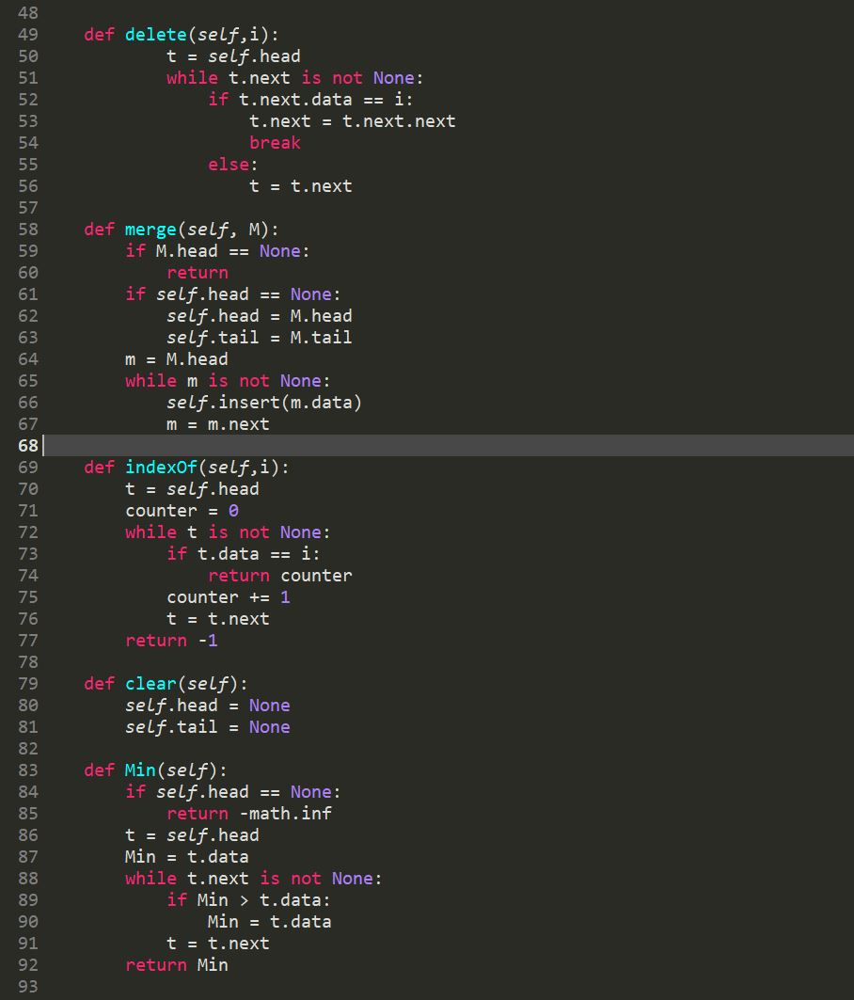 48
49    def delete(self,i):
50            t = self.head
51            while t.next is not None:
52                if t.next.data == i:
53                    t.next = t.next.next
54                    break
55                else:
56                    t = t.next
57
58    def merge(self, M):
59        if M.head == None:
60            return
61        if self.head == None:
62            self.head = M.head
63            self.tail = M.tail
64        m = M.head
65        while m is not None:
66            self.insert(m.data)
67            m = m.next
68
69    def indexOf(self,i):
70        t = self.head
71        counter = 0
72        while t is not None:
73            if t.data == i:
74                return counter
75            counter += 1
76            t = t.next
77        return -1
78
79    def clear(self):
80        self.head = None
81        self.tail = None
82
83    def Min(self):
84        if self.head == None:
85            return -math.inf
86        t = self.head
87        Min = t.data
88        while t.next is not None:
89            if Min > t.data:
90                Min = t.data
91            t = t.next
92        return Min
93